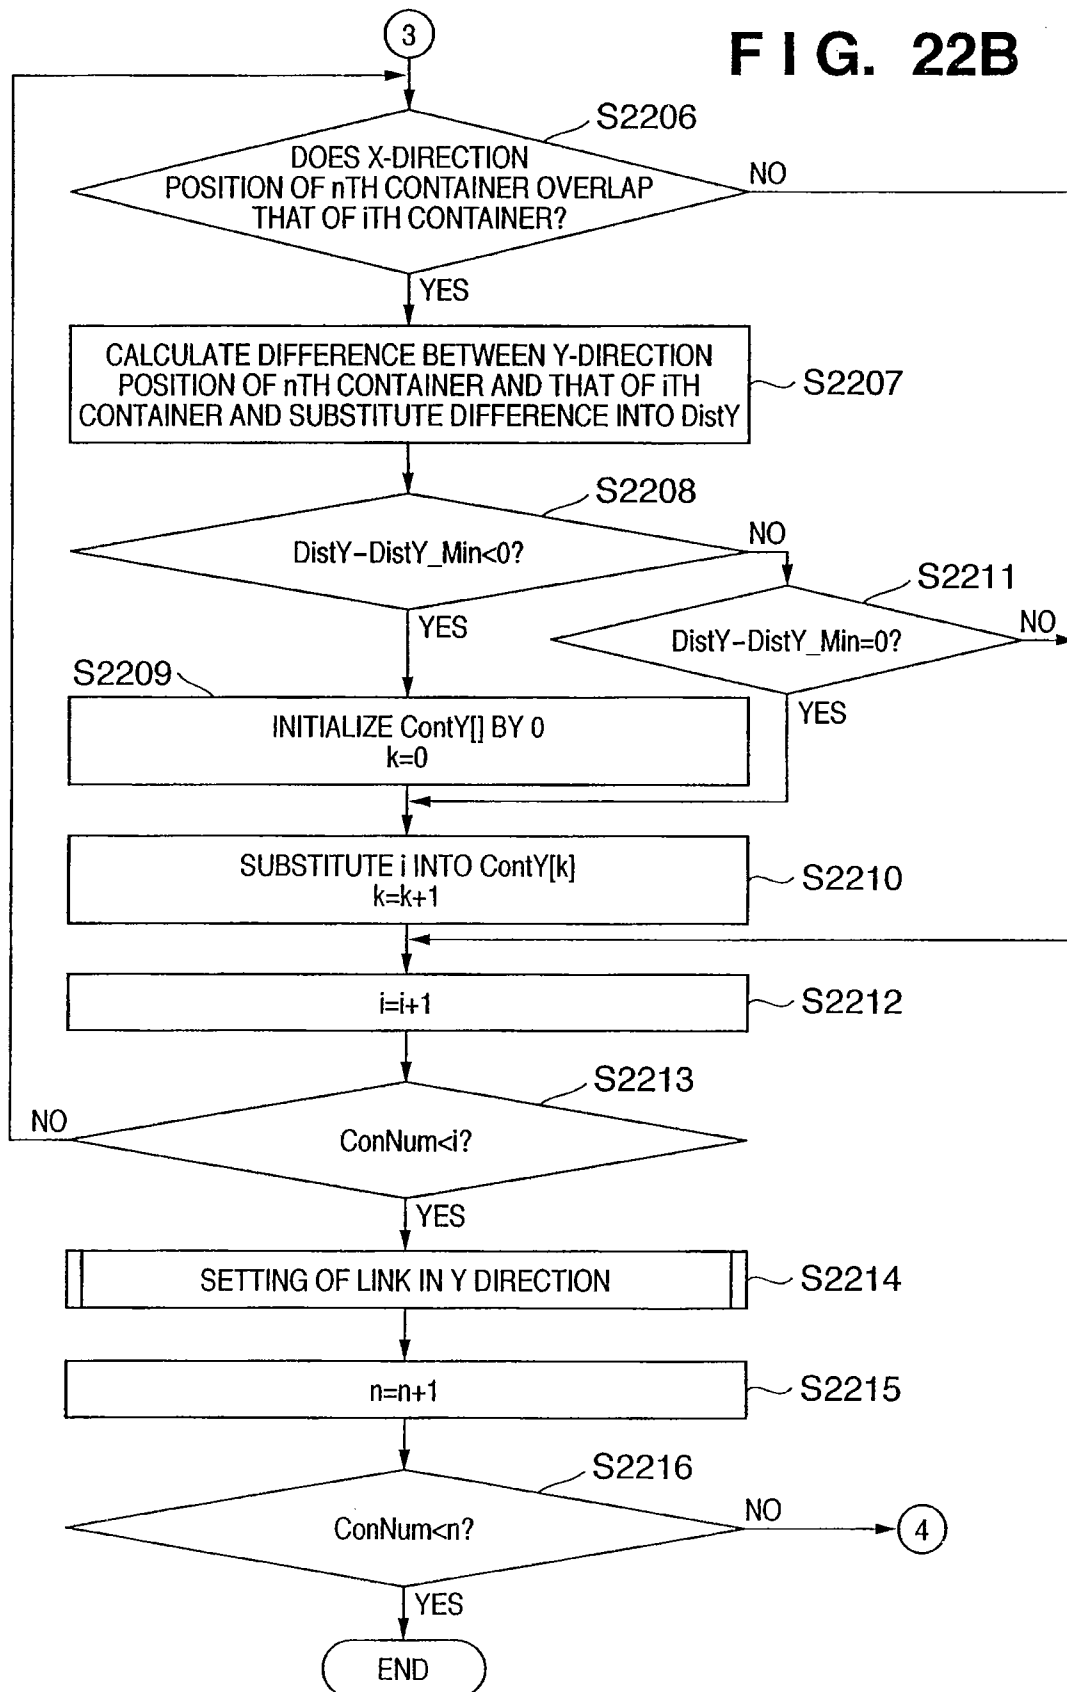 3
F I G. 22B
S2206
DOES X-DIRECTION
POSITION OF nTH CONTAINER OVERLAP
THAT OF iTH CONTAINER?
NO
YES
CALCULATE DIFFERENCE BETWEEN Y-DIRECTION
POSITION OF nTH CONTAINER AND THAT OF iTH
CONTAINER AND SUBSTITUTE DIFFERENCE INTO DistY
S2207
S2208
DistY-DistY_Min<0?
NO
YES
S2211
DistY-DistY_Min=0?
NO
YES
S2209
INITIALIZE ContY[] BY 0
k=0
SUBSTITUTE i INTO ContY[k]
k=k+1
S2210
i=i+1
S2212
S2213
NO
ConNum<i?
YES
SETTING OF LINK IN Y DIRECTION
S2214
n=n+1
S2215
S2216
ConNum<n?
NO
4
YES
END